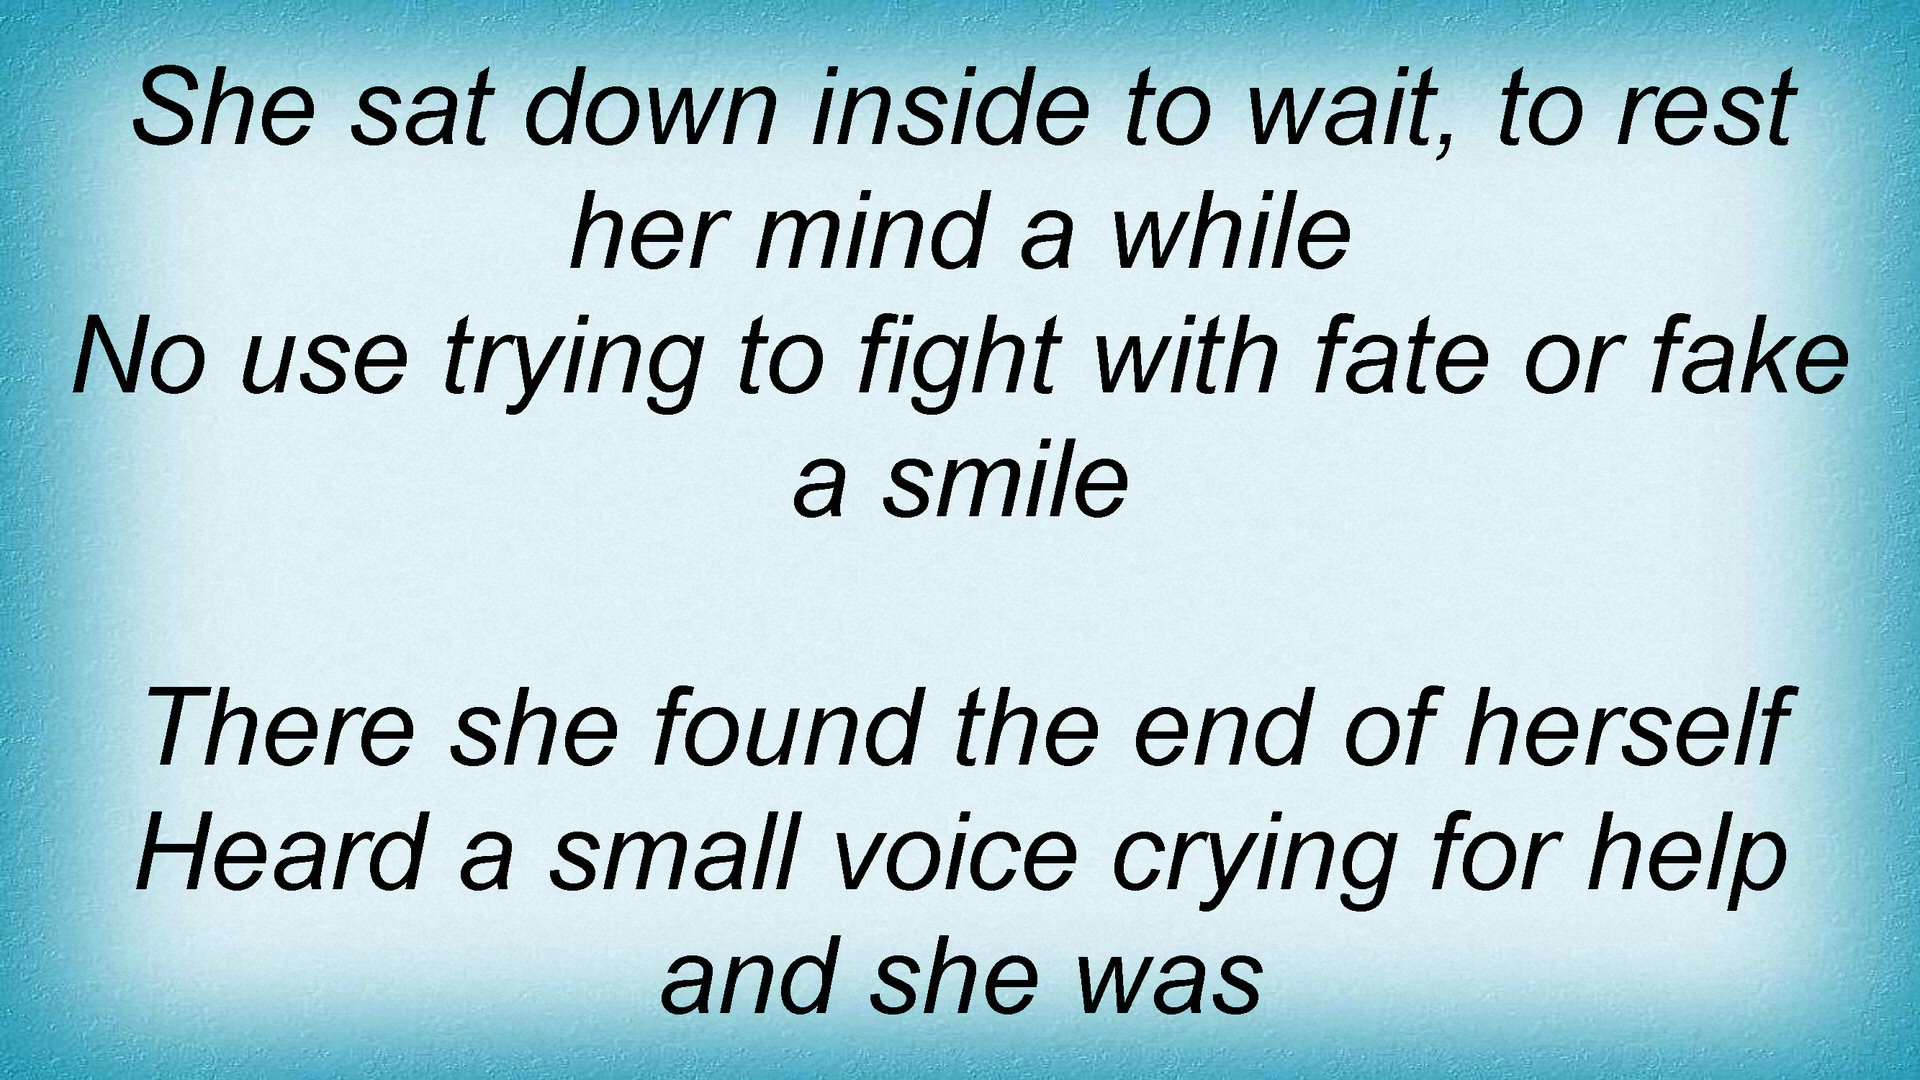 She sat down inside to wait, to rest
her mind a while
No use trying to fight with fate or fake
a smile
There she found the end of herself
Heard a small voice crying for help
and she was